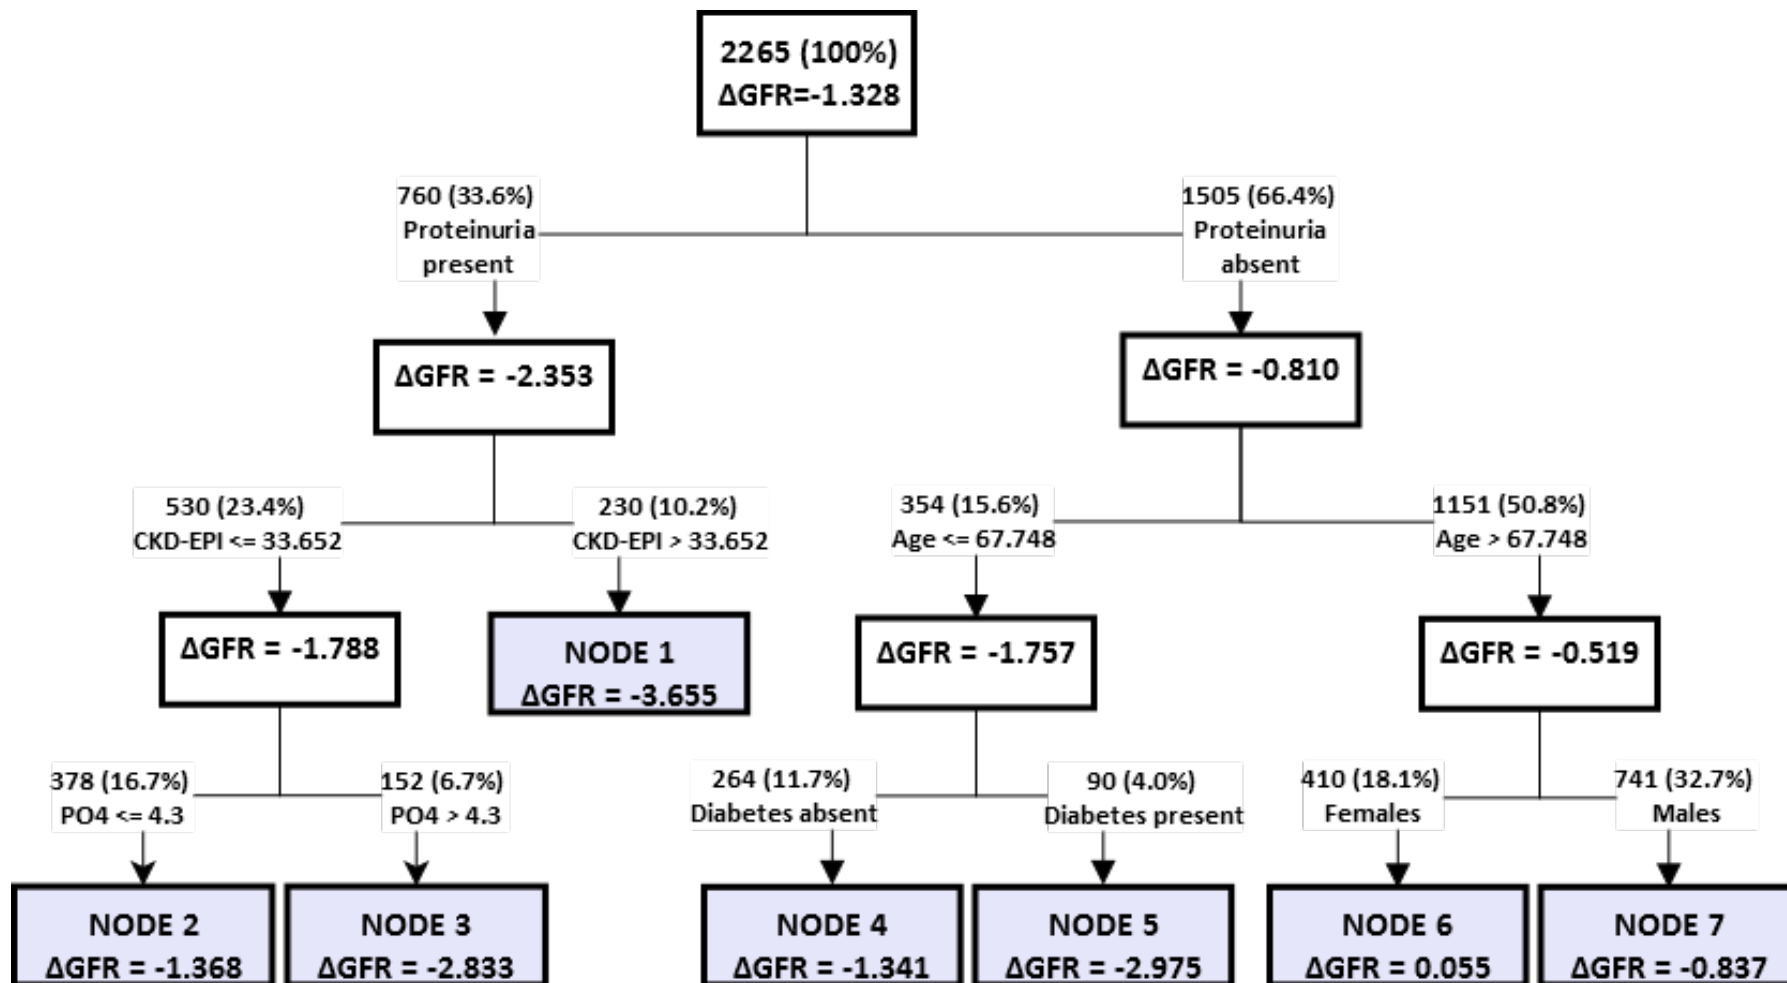 2265 (100%)
ΔGFR=-1.328
760 (33.6%)
Proteinuria
present
1505 (66.4%)
Proteinuria
absent
ΔGFR = -2.353
ΔGFR = -0.810
530 (23.4%)
CKD-EPI <= 33.652
230 (10.2%)
CKD-EPI > 33.652
354 (15.6%)
Age <= 67.748
1151 (50.8%)
Age > 67.748
ΔGFR = -1.788
NODE 1
ΔGFR = -3.655
ΔGFR = -1.757
ΔGFR = -0.519
378 (16.7%)
PO4 <= 4.3
152 (6.7%)
PO4 > 4.3
264 (11.7%)
Diabetes absent
90 (4.0%)
Diabetes present
410 (18.1%)
Females
741 (32.7%)
Males
NODE 2
ΔGFR = -1.368
NODE 3
ΔGFR = -2.833
NODE 4
ΔGFR = -1.341
NODE 5
ΔGFR = -2.975
NODE 6
ΔGFR = 0.055
NODE 7
ΔGFR = -0.837